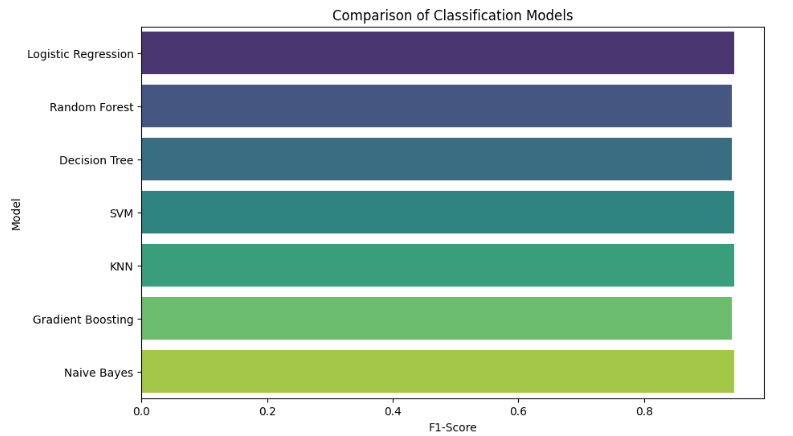 Comparison of Classification Models
Logistic Regression
Random Forest
Decision Tree
SVM
KNN
Gradient Boosting
Naive Bayes
Model
0.0 0.2 0.4 0.6 0.8
F1-Score